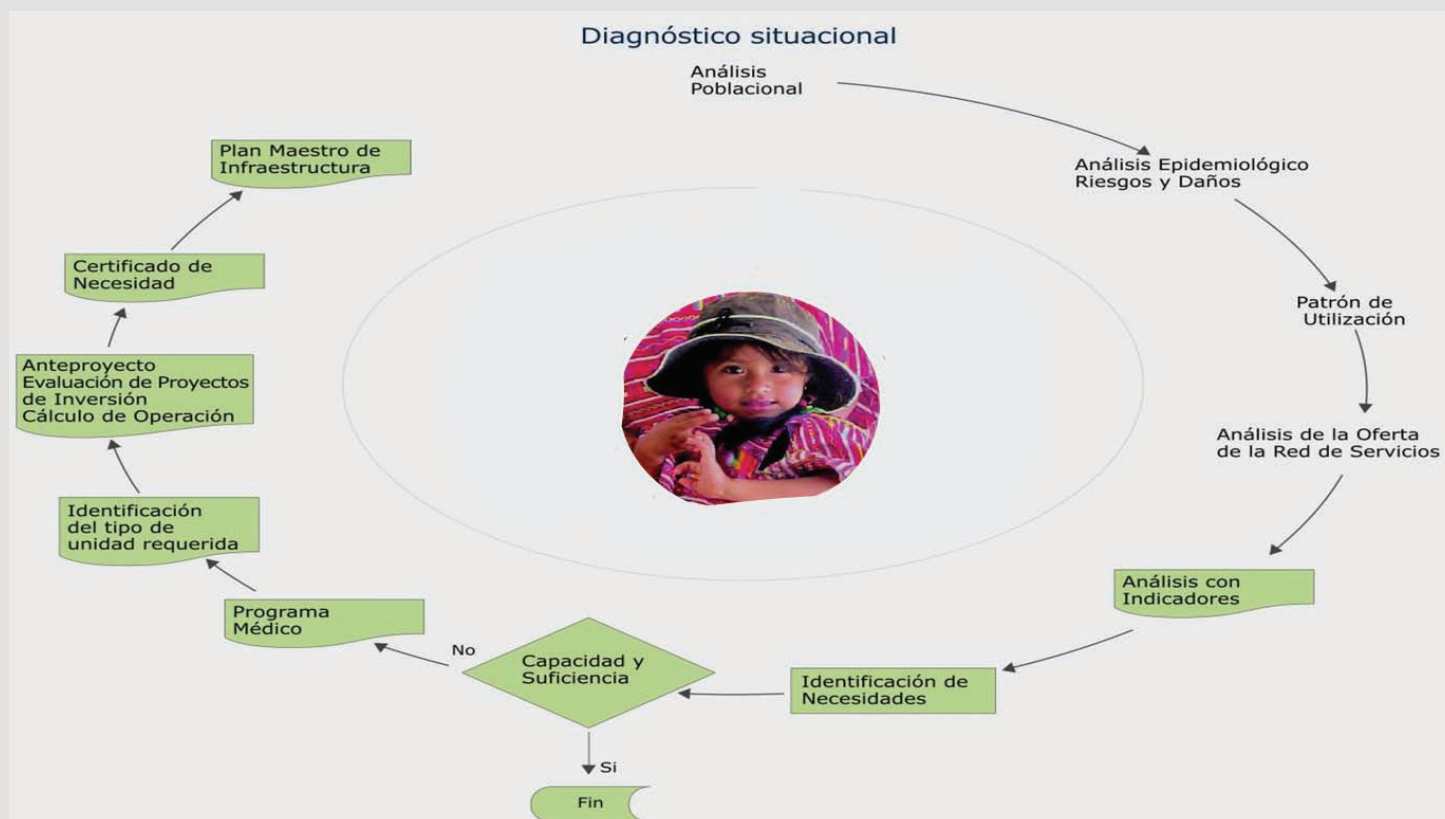 Diagnóstico situacional
Análisis
Poblacional
Análisis Epidemiológico
Riesgos y Daños
Patrón de
Utilización
Análisis de la Oferta
de la Red de Servicios
Análisis con
Indicadores
Identificación de
Necesidades
Capacidad y
Suficiencia
Si
Fin
No
Programa
Médico
Identificación
del tipo de
unidad requerida
Anteproyecto
Evaluación de Proyectos
de Inversión
Cálculo de Operación
Certificado de
Necesidad
Plan Maestro de
Infraestructura